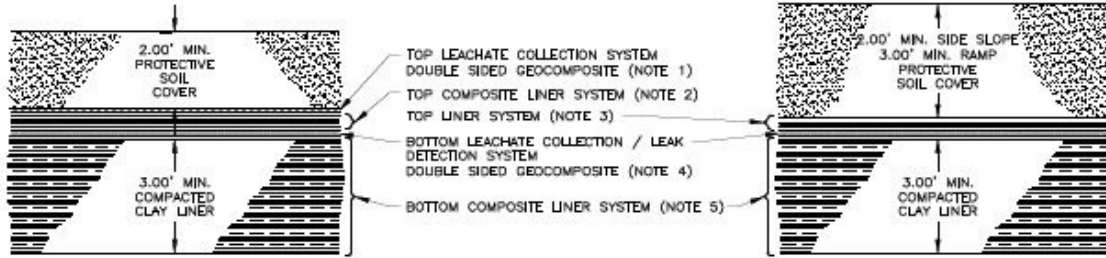 2.00' MIN.
PROTECTIVE
SOIL
COVER
3.00' MIN.
COMPACTED
CLAY LINER
TOP LEACHATE COLLECTION SYSTEM
DOUBLE SIDED GEOCOMPOSITE (NOTE 1)
TOP COMPOSITE LINER SYSTEM (NOTE 2)
TOP LINER SYSTEM (NOTE 3)
BOTTOM LEACHATE COLLECTION / LEAK
DETECTION SYSTEM
DOUBLE SIDED GEOCOMPOSITE (NOTE 4)
BOTTOM COMPOSITE LINER SYSTEM (NOTE 5)
2.00' MIN. SIDE SLOPE
3.00' MIN. RAMP
PROTECTIVE
SOIL COVER
3.00' MIN.
COMPACTED
CLAY LINER